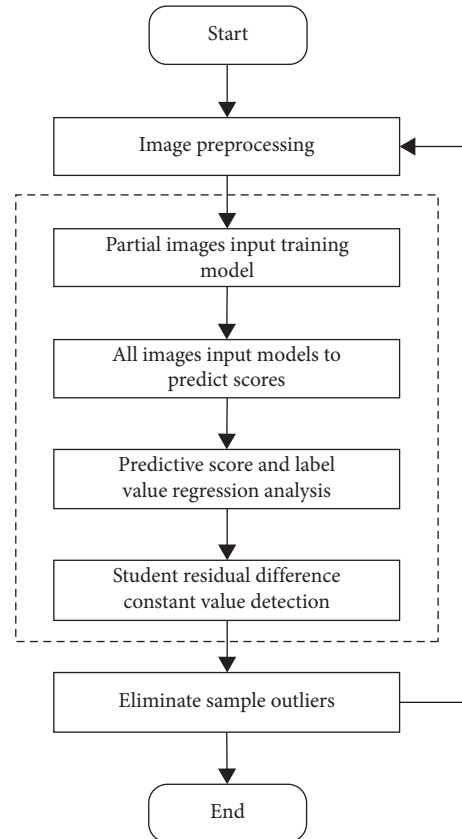 Start
Image preprocessing
Partial images input training
model
All images input models to
predict scores
Predictive score and label
value regression analysis
Student residual difference
constant value detection
Eliminate sample outliers
End